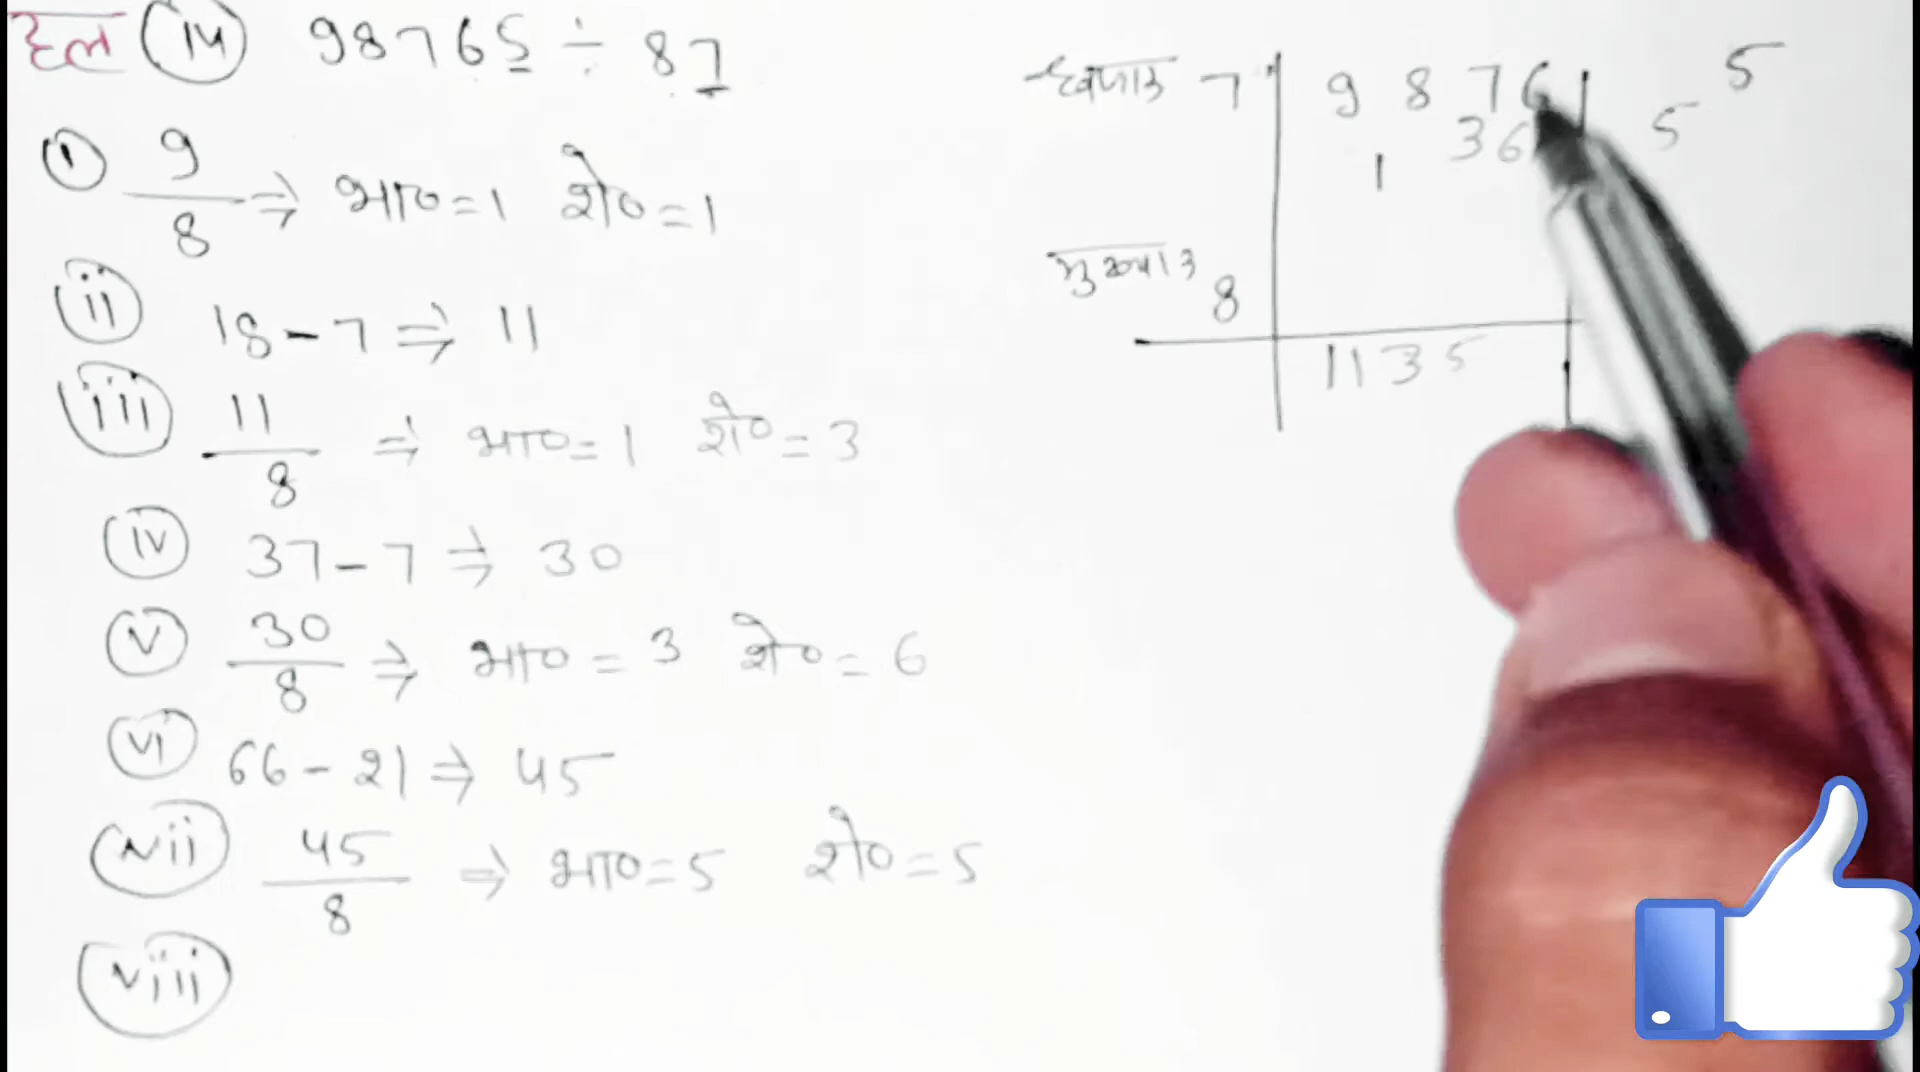 हल (iv) 98765 ÷ 87
(i) 9/8 ⇒ भा० = 1 शे० = 1
(ii) 18 - 7 ⇒ 11
(iii) 11/8 ⇒ भा० = 1 शे० = 3
(iv) 37 - 7 ⇒ 30
(v) 30/8 ⇒ भा० = 3 शे० = 6
(vi) 66 - 21 ⇒ 45
(vii) 45/8 ⇒ भा० = 5 शे० = 5
(viii)
ध्वजांक 7 9 8 7 6 5
1 3 6 5
मुख्यांक 8
1135